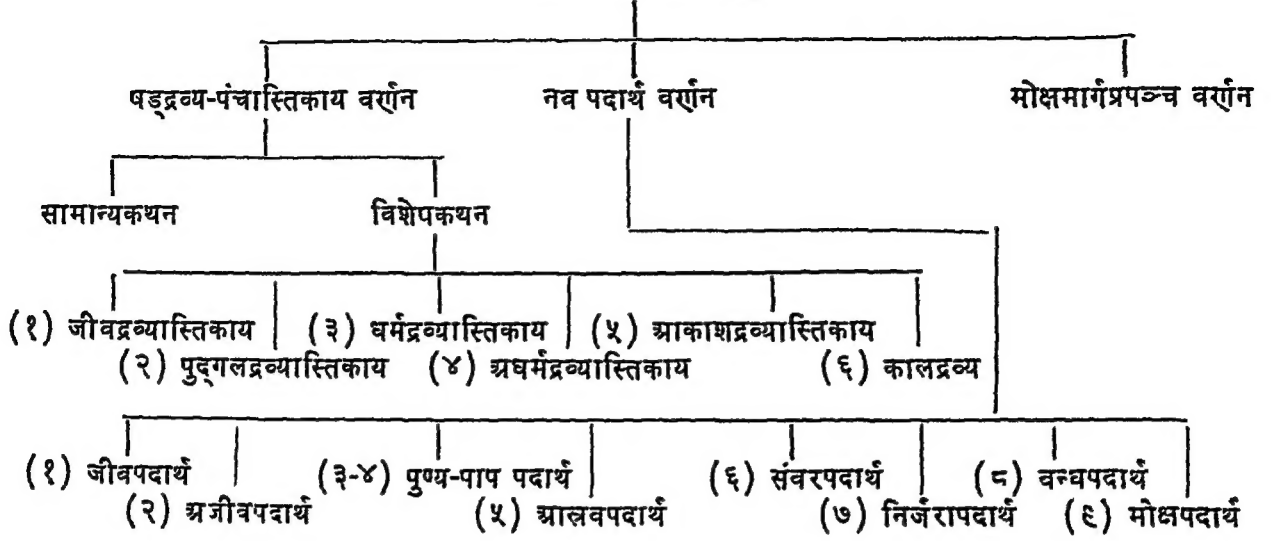 षड्द्रव्य-पंचास्तिकाय वर्णन नव पदार्थ वर्णन मोक्षमार्गप्रपञ्च वर्णन
सामान्यकथन विशेपकथन
(१) जीवद्रव्यास्तिकाय (३) धर्मद्रव्यास्तिकाय (५) आकाशद्रव्यास्तिकाय
(२) पुद्गलद्रव्यास्तिकाय (४) अधर्मद्रव्यास्तिकाय (६) कालद्रव्य
(१) जीवपदार्थ (३-४) पुण्य-पाप पदार्थ (६) संवरपदार्थ (८) वन्धपदार्थ
(२) अजीवपदार्थ (५) आस्रवपदार्थ (७) निर्जरापदार्थ (९) मोक्षपदार्थ